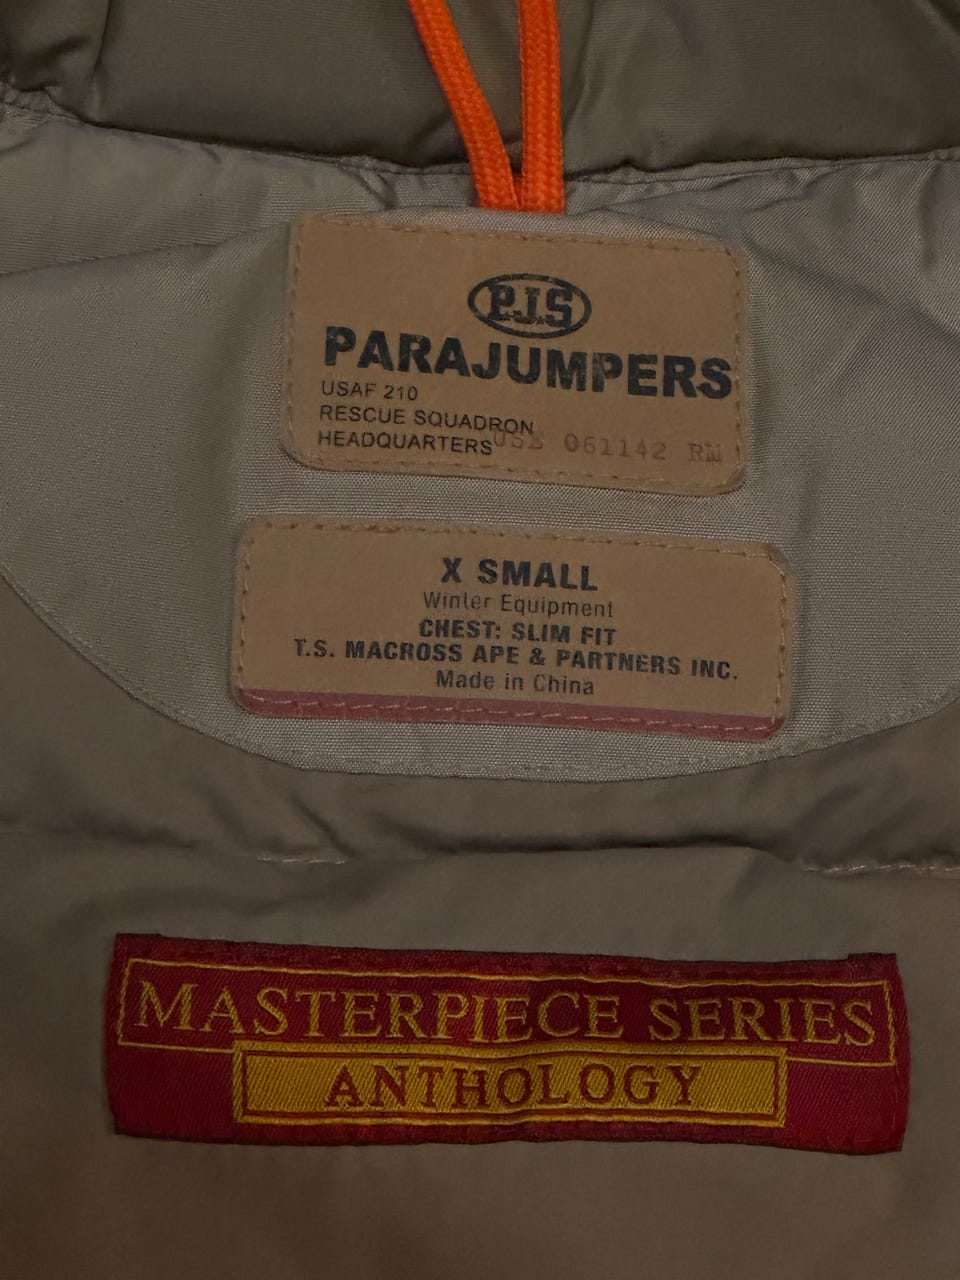 P.J.S
PARAJUMPERS
USAF 210
RESCUE SQUADRON
HEADQUARTERS USE 061142 RM
X SMALL
Winter Equipment
CHEST: SLIM FIT
T.S. MACROSS APE & PARTNERS INC.
Made in China
MASTERPIECE SERIES
ANTHOLOGY